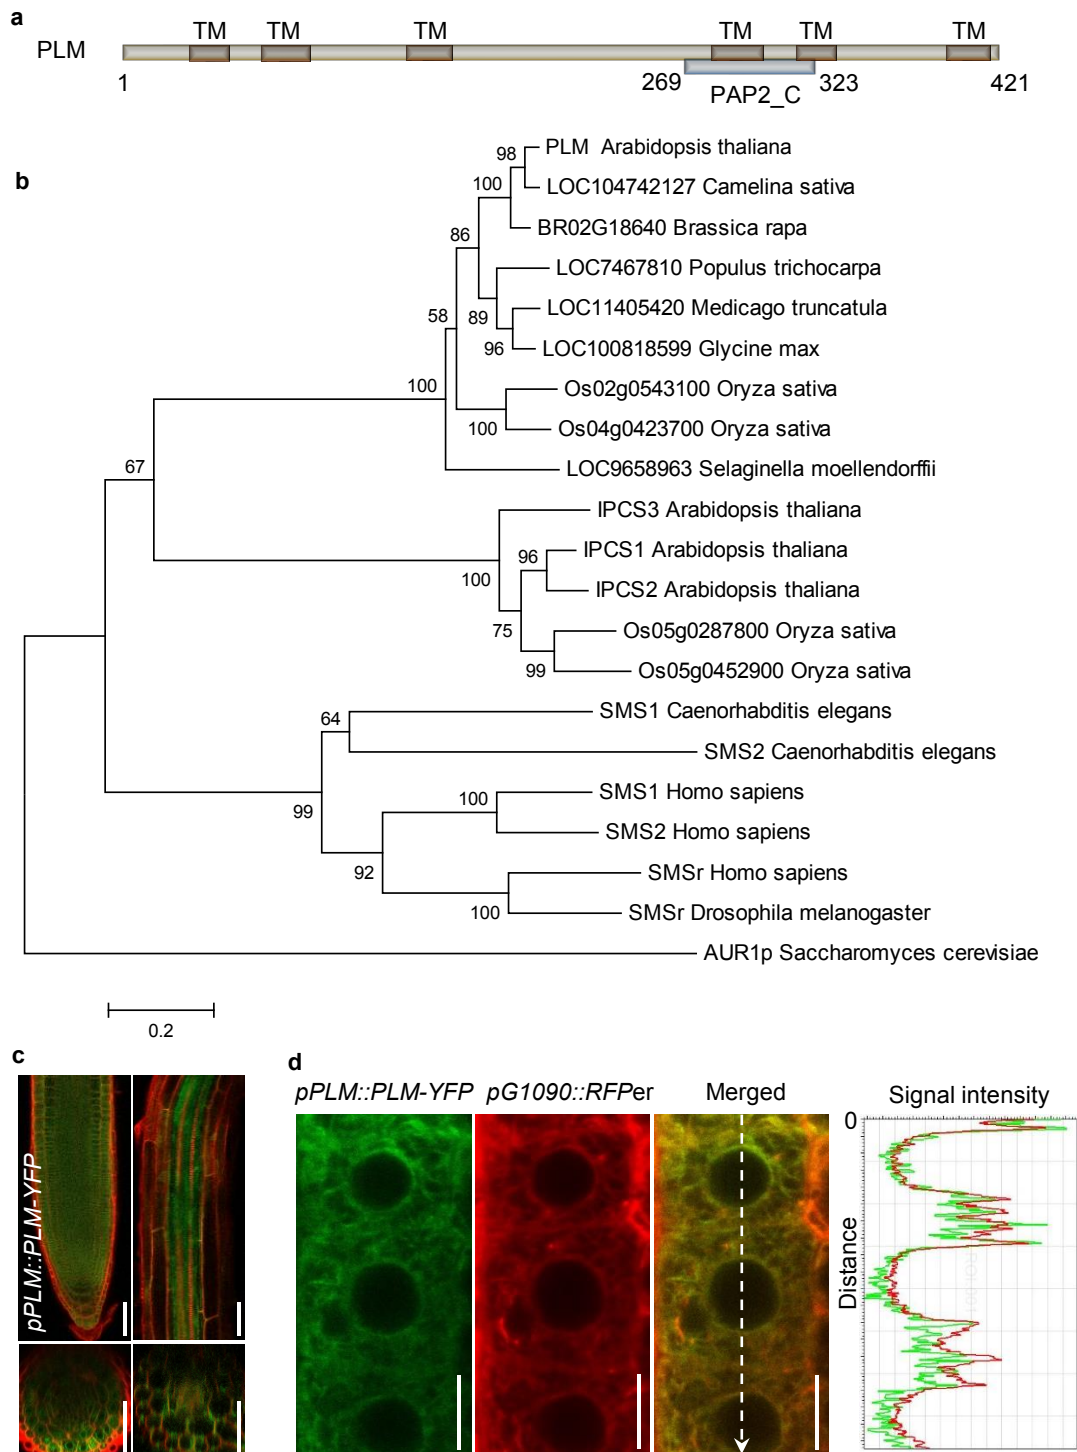 a
TM TM TM TM TM TM
PLM
1 269 PAP2_C 323 421
b
98 PLM Arabidopsis thaliana
100 LOC104742127 Camelina sativa
BR02G18640 Brassica rapa
86
LOC7467810 Populus trichocarpa
58 89 LOC11405420 Medicago truncatula
96 LOC100818599 Glycine max
100 Os02g0543100 Oryza sativa
100 Os04g0423700 Oryza sativa
67 LOC9658963 Selaginella moellendorffii
IPCS3 Arabidopsis thaliana
96 IPCS1 Arabidopsis thaliana
100 IPCS2 Arabidopsis thaliana
75 Os05g0287800 Oryza sativa
99 Os05g0452900 Oryza sativa
64 SMS1 Caenorhabditis elegans
SMS2 Caenorhabditis elegans
99 100 SMS1 Homo sapiens
SMS2 Homo sapiens
92 SMSr Homo sapiens
100 SMSr Drosophila melanogaster
AUR1p Saccharomyces cerevisiae
0.2
c
pPLM::PLM-YFP
d
pPLM::PLM-YFP pG1090::RFPer Merged Signal intensity
0
Distance